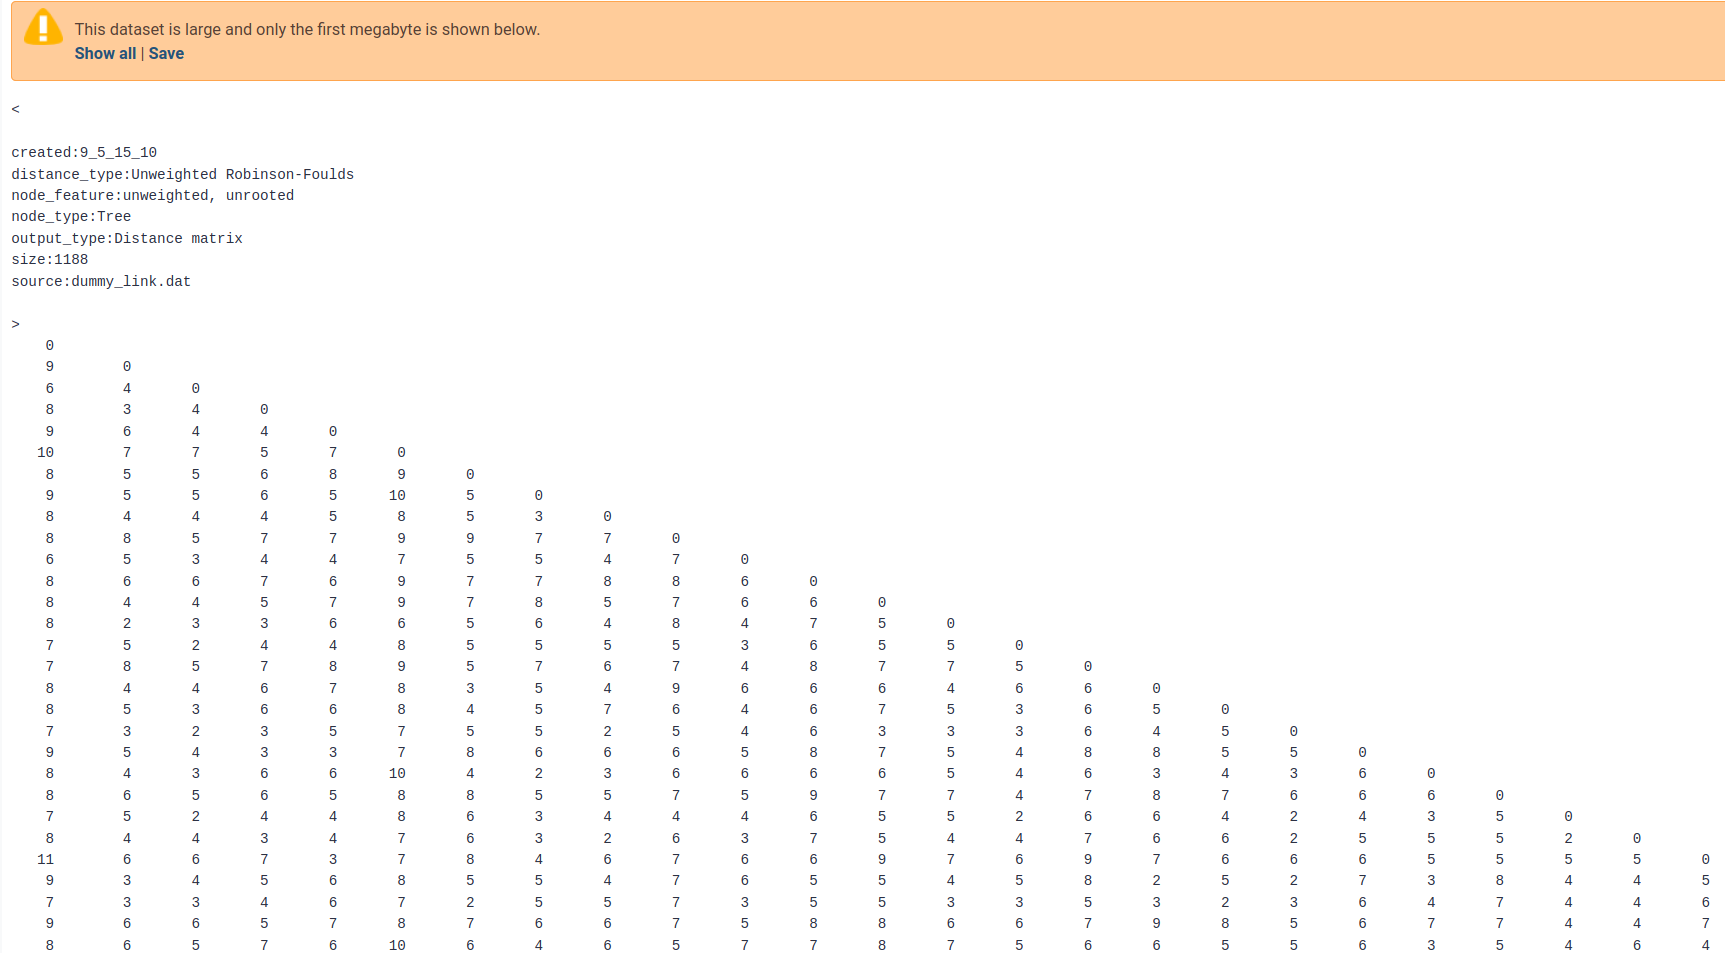 This dataset is large and only the first megabyte is shown below.
Show all | Save
<
created:9_5_15_10
distance_type:Unweighted Robinson-Foulds
node_feature:unweighted, unrooted
node_type:Tree
output_type:Distance matrix
size:1188
source:dummy_link.dat
>
0
9 0
6 4 0
8 3 4 0
9 6 4 4 0
10 7 7 5 7 0
8 5 5 6 8 9 0
9 5 5 6 5 10 5 0
8 4 4 4 5 8 5 3 0
8 8 5 7 7 9 9 7 7 0
6 5 3 4 4 7 5 5 4 7 0
8 6 6 7 6 9 7 7 8 8 6 0
8 4 4 5 7 9 7 8 5 7 6 6 0
8 2 3 3 6 6 5 6 4 8 4 7 5 0
7 5 2 4 4 8 5 5 5 5 3 6 5 5 0
7 8 5 7 8 9 5 7 6 7 4 8 7 7 5 0
8 4 4 6 7 8 3 5 4 9 6 6 6 4 6 6 0
8 5 3 6 6 8 4 5 7 6 4 6 7 5 3 6 5 0
7 3 2 3 5 7 5 5 2 5 4 6 3 3 3 6 4 5 0
9 5 4 3 3 7 8 6 6 6 5 8 7 5 4 8 8 5 5 0
8 4 3 6 6 10 4 2 3 6 6 6 6 5 4 6 3 4 3 6 0
8 6 5 6 5 8 8 5 5 7 5 9 7 7 4 7 8 7 6 6 6 0
7 5 2 4 4 8 6 3 4 4 4 6 5 5 2 6 6 4 2 4 3 5 0
8 4 4 3 4 7 6 3 2 6 3 7 5 4 4 7 6 6 2 5 5 5 2 0
11 6 6 7 3 7 8 4 6 7 6 6 9 7 6 9 7 6 6 6 5 5 5 5 0
9 3 4 5 6 8 5 5 4 7 6 5 5 4 5 8 2 5 2 7 3 8 4 4 5
7 3 3 4 6 7 2 5 5 7 3 5 5 3 3 5 3 2 3 6 4 7 4 4 6
9 6 6 5 7 8 7 6 6 7 5 8 8 6 6 7 9 8 5 6 7 7 4 4 7
8 6 5 7 6 10 6 4 6 5 7 7 8 7 5 6 6 5 5 6 3 5 4 6 4